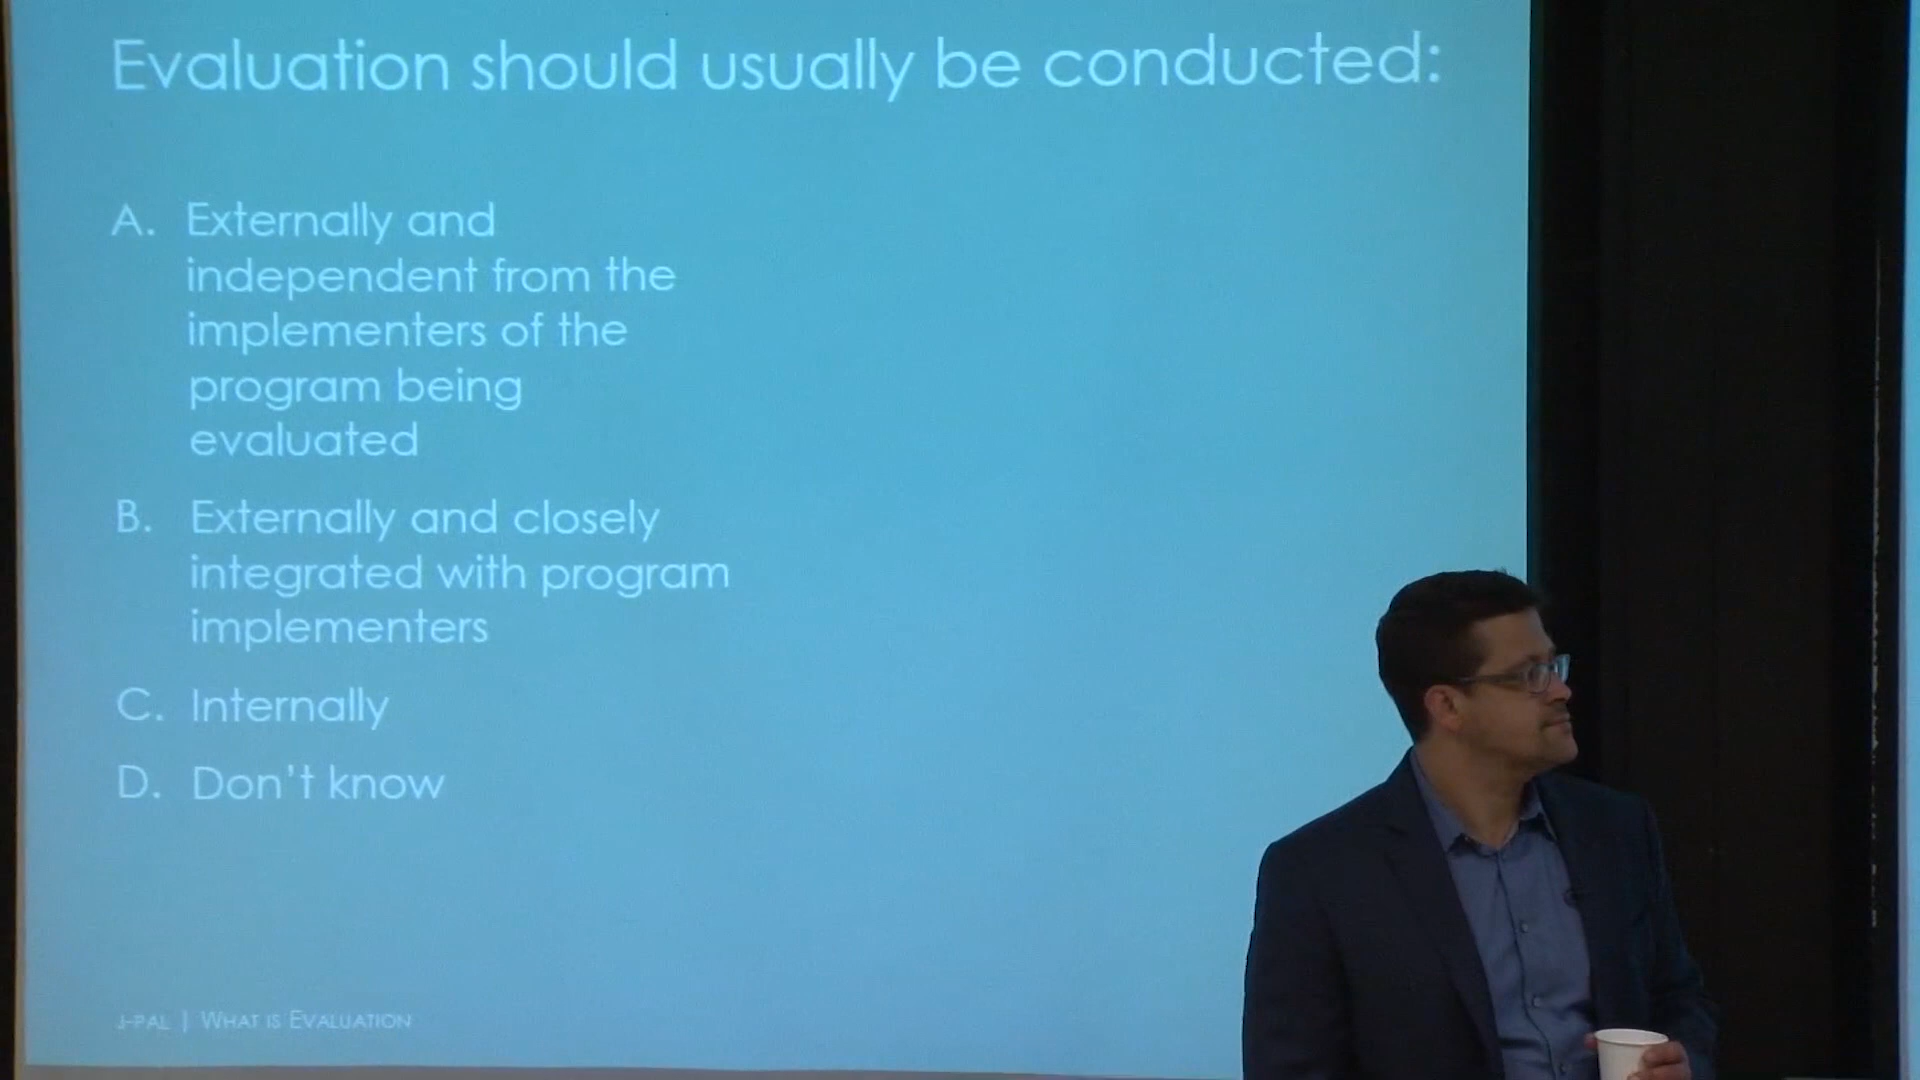 Evaluation should usually be conducted:
A. Externally and
independent from the
implementers of the
program being
evaluated
B. Externally and closely
integrated with program
implementers
C. Internally
D. Don't know
J-PAL | WHAT IS EVALUATION